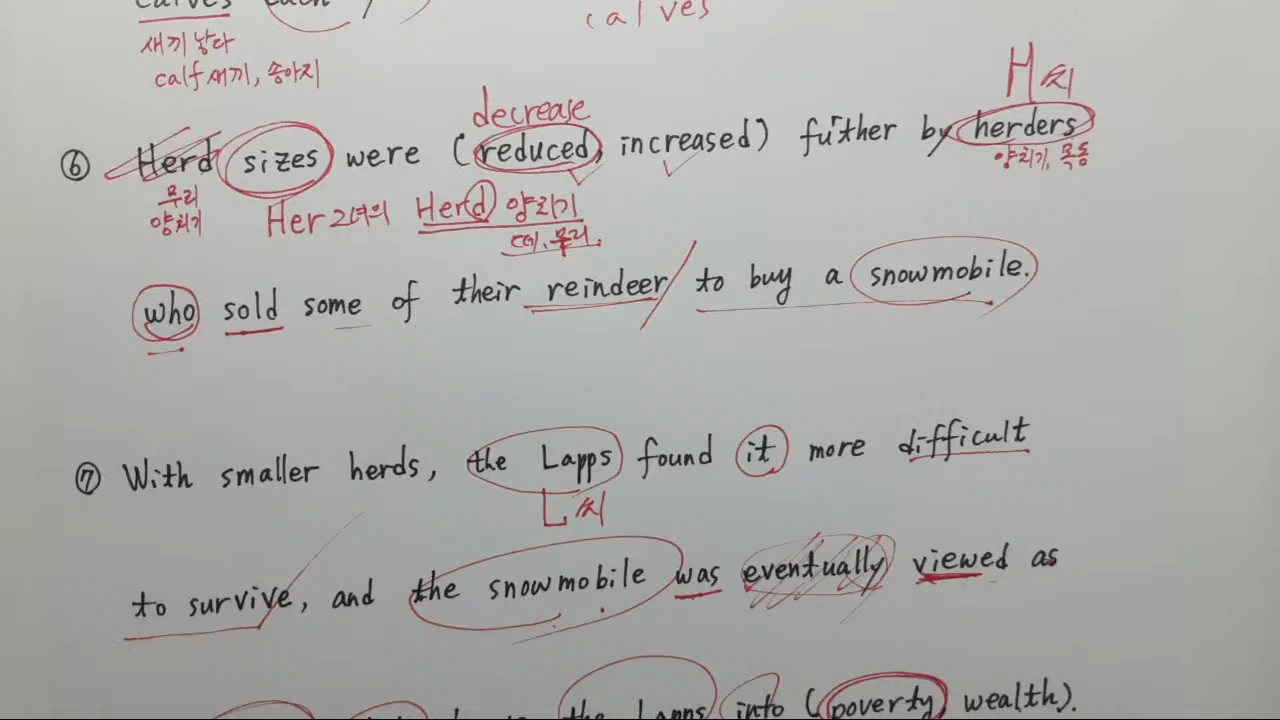 calves each
calves
새끼 낳다
calf 새끼, 송아지
H씨
decrease
⑥ Herd sizes were (reduced, increased) further by herders
무리
양치기
양치기, 목동
Her 그녀의 Herd 양치기
떼, 무리.
who sold some of their reindeer / to buy a snowmobile.
⑦ With smaller herds, the Lapps found it more difficult
L씨
to survive, and the snowmobile was eventually viewed as
the Lapps into (poverty, wealth).